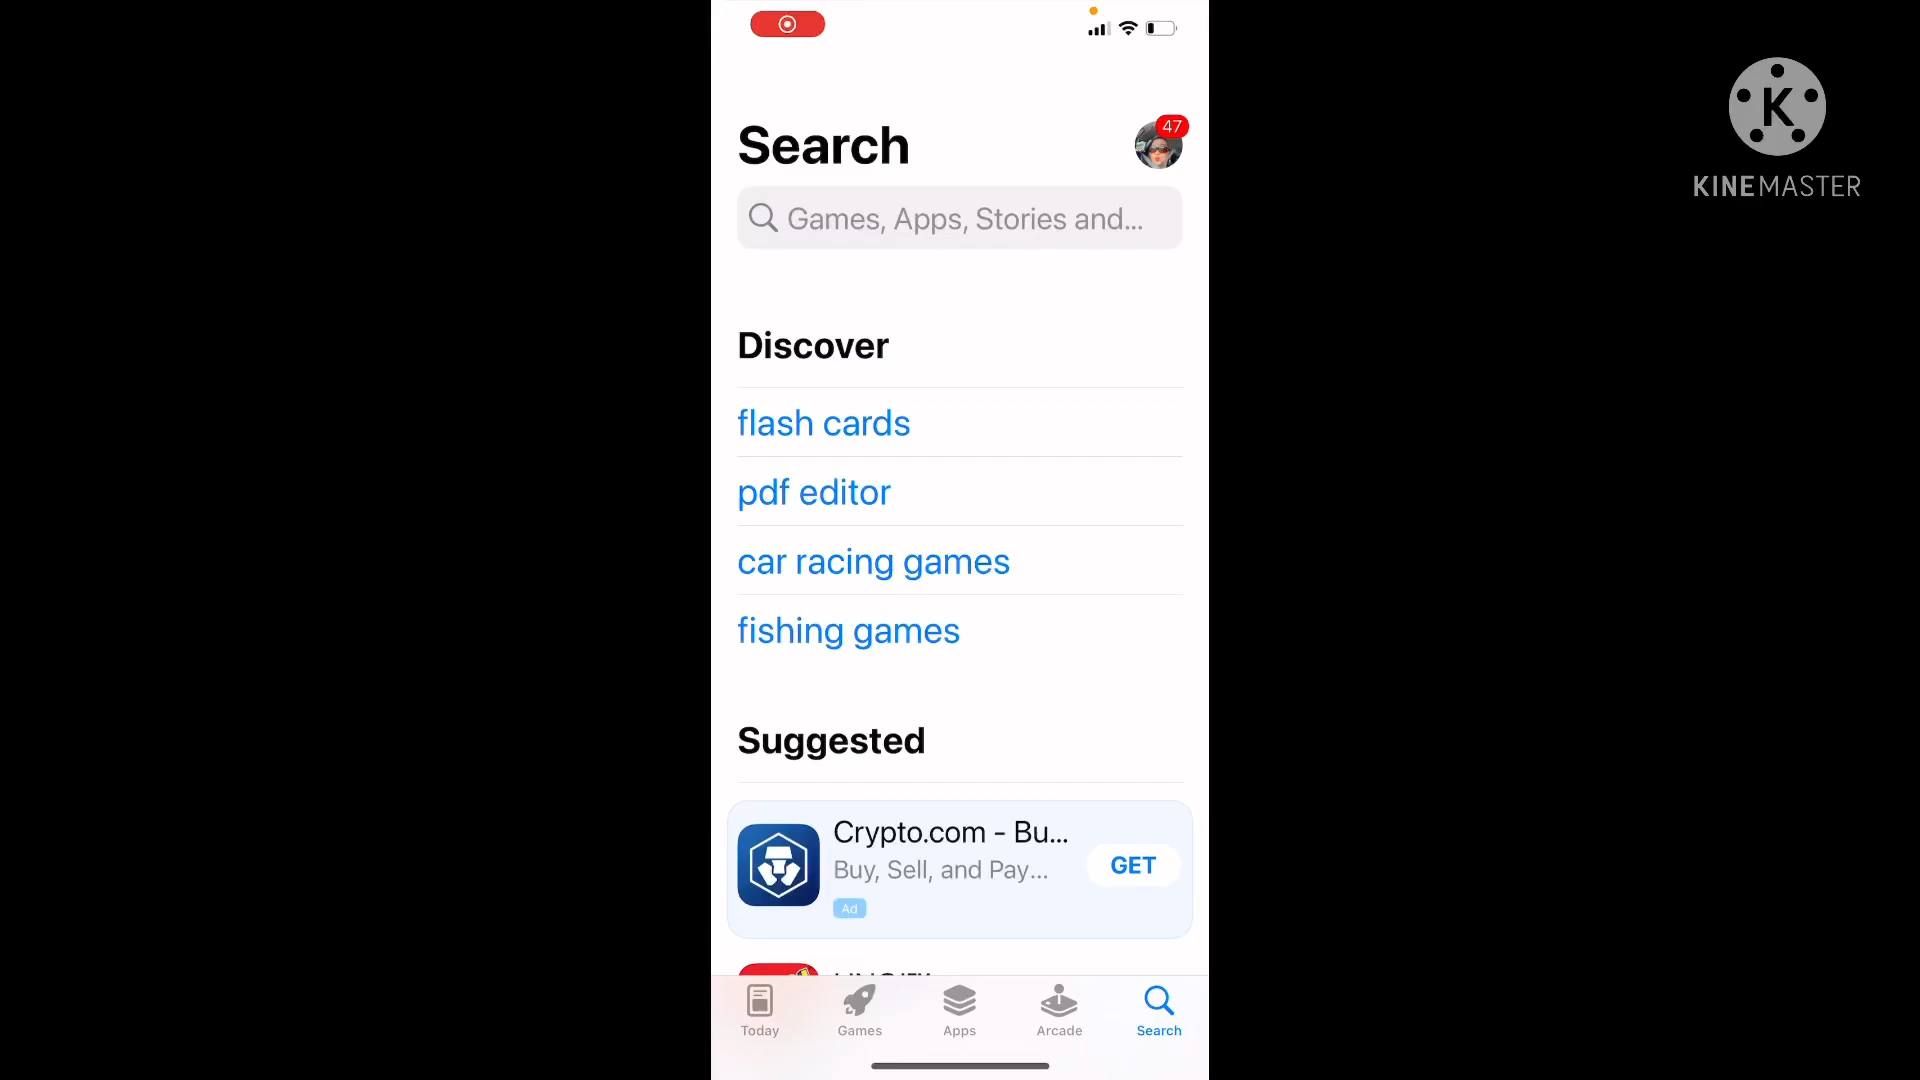 47
Search
Games, Apps, Stories and...
Discover
flash cards
pdf editor
car racing games
fishing games
Suggested
Crypto.com - Bu...
Buy, Sell, and Pay...
GET
Ad
Today
Games
Apps
Arcade
Search
K
KINEMASTER